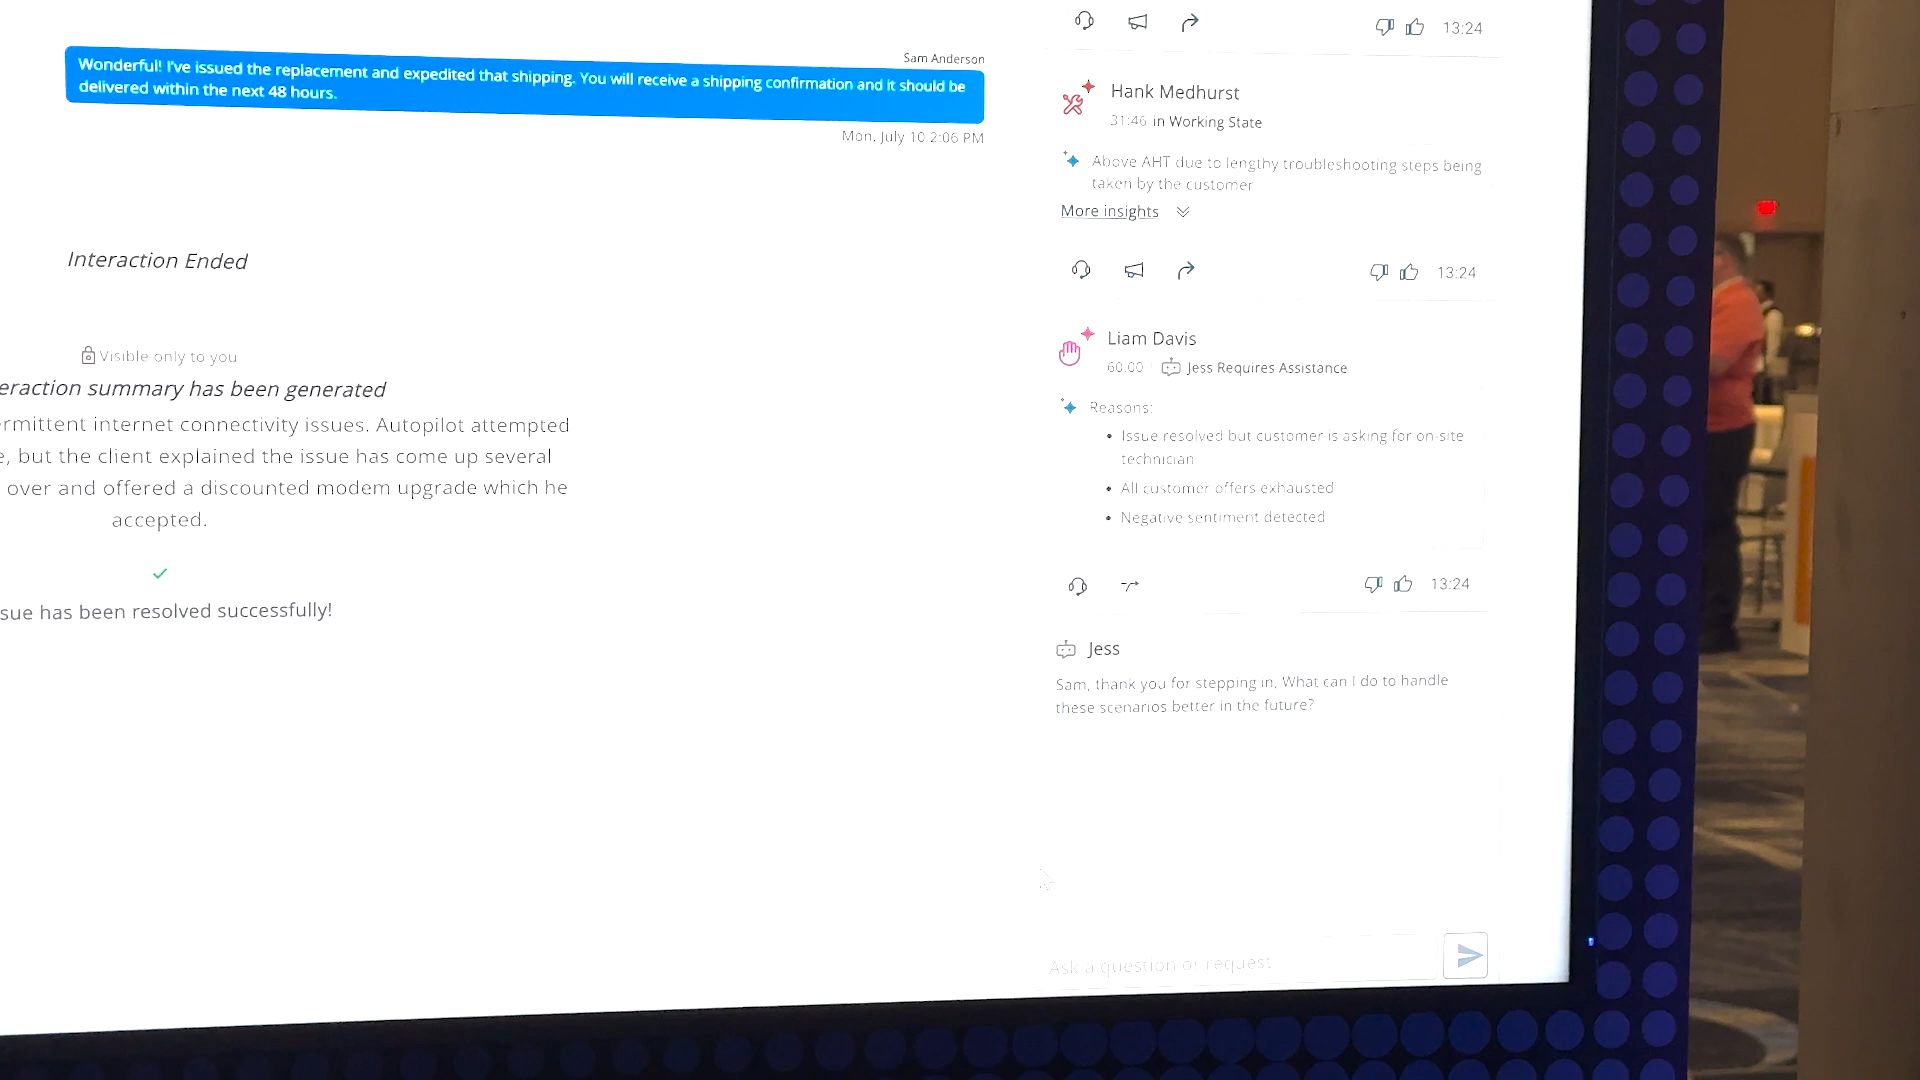 Sam Anderson
Wonderful! I've issued the replacement and expedited that shipping. You will receive a shipping confirmation and it should be
delivered within the next 48 hours.
Mon, July 10 2:06 PM
Interaction Ended
Visible only to you
eraction summary has been generated
ermittent internet connectivity issues. Autopilot attempted
e, but the client explained the issue has come up several
over and offered a discounted modem upgrade which he
accepted.
sue has been resolved successfully!
13:24
Hank Medhurst
31:46 in Working State
Above AHT due to lengthy troubleshooting steps being
taken by the customer
More insights
13:24
Liam Davis
60.00 Jess Requires Assistance
Reasons:
• Issue resolved but customer is asking for on-site
technician
• All customer offers exhausted
• Negative sentiment detected
13:24
Jess
Sam, thank you for stepping in. What can I do to handle
these scenarios better in the future?
Ask a question or request